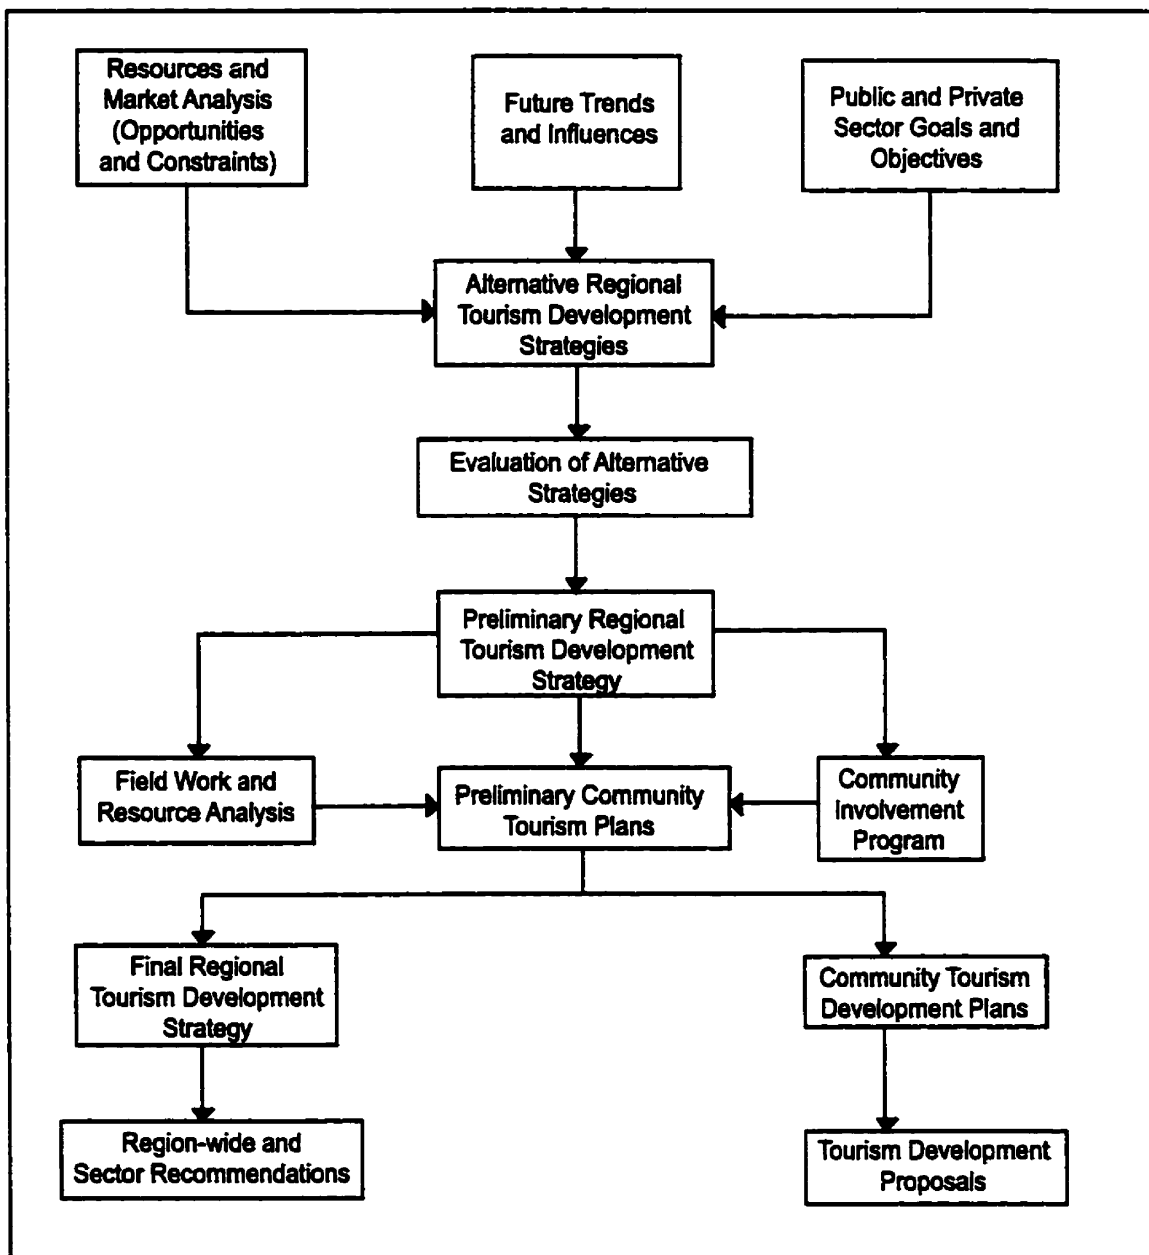 Resources and
Market Analysis
(Opportunities
and Constraints)
Future Trends
and Influences
Public and Private
Sector Goals and
Objectives
Alternative Regional
Tourism Development
Strategies
Evaluation of Alternative
Strategies
Preliminary Regional
Tourism Development
Strategy
Field Work and
Resource Analysis
Preliminary Community
Tourism Plans
Community
Involvement
Program
Final Regional
Tourism Development
Strategy
Community Tourism
Development Plans
Region-wide and
Sector Recommendations
Tourism Development
Proposals